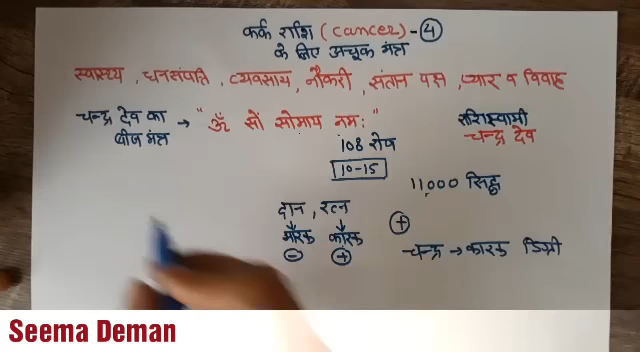 कर्क राशि (cancer) - 4
के लिए अचूक मंत्र
स्वास्थ्य, धनसंपत्ति, व्यवसाय, नौकरी, संतान पक्ष, प्यार व विवाह
चन्द्र देव का
बीज मंत्र → "ॐ सों सोमाय नमः"
राशिस्वामी
चन्द्र देव
108 रोज
10-15
11,000 सिद्ध
दान, रत्न
मारक कारक
- +
+
चन्द्र → कारक डिग्री
Seema Deman